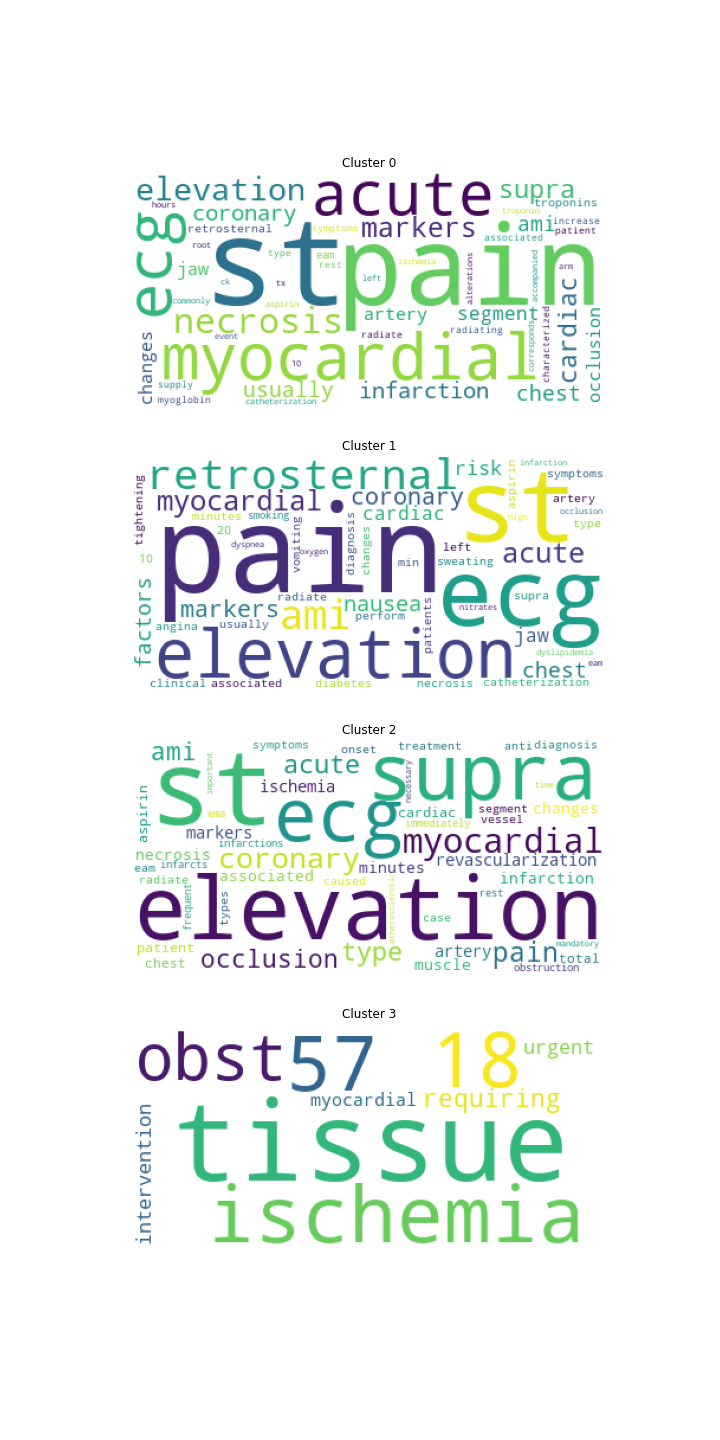 Cluster 0
elevation
acute
supra
hours
troponins
coronary
troponin
ecg
retrosternal
symptoms
markers
ami
increase
patient
associated
root
st
pain
type
eam
rest
ischemia
jaw
left
arm
ck
tx
alterations
accompanied
cardiac
commonly
aspirin
necrosis
artery
segment
occlusion
event
radiate
radiating
characterized
corresponds
changes
myocardial
10
supply
usually
infarction
chest
myoglobin
catheterization
Cluster 1
retrosternal
risk
infarction
symptoms
aspirin
tightening
myocardial
coronary
st
artery
minutes
smoking
cardiac
high
occlusion
type
20
pain
vomiting
diagnosis
changes
dyspnea
oxygen
left
acute
10
min
ecg
sweating
factors
radiate
supra
markers
ami
nausea
nitrates
perform
patients
angina
usually
jaw
elevation
dyslipidemia
chest
eam
clinical
associated
diabetes
necrosis
catheterization
Cluster 2
ami
symptoms
onset
treatment
anti
diagnosis
important
st
acute
supra
necessary
ischemia
time
aspirin
ecg
cardiac
segment
changes
markers
ema
immediately
vessel
infarctions
myocardial
necrosis
coronary
eam
infarcts
minutes
revascularization
radiate
associated
caused
infarction
frequent
types
elevation
atherosclerosis
rest
case
patient
occlusion
type
artery
pain
mandatory
total
chest
muscle
obstruction
Cluster 3
obst
57
18
urgent
myocardial
requiring
intervention
tissue
ischemia